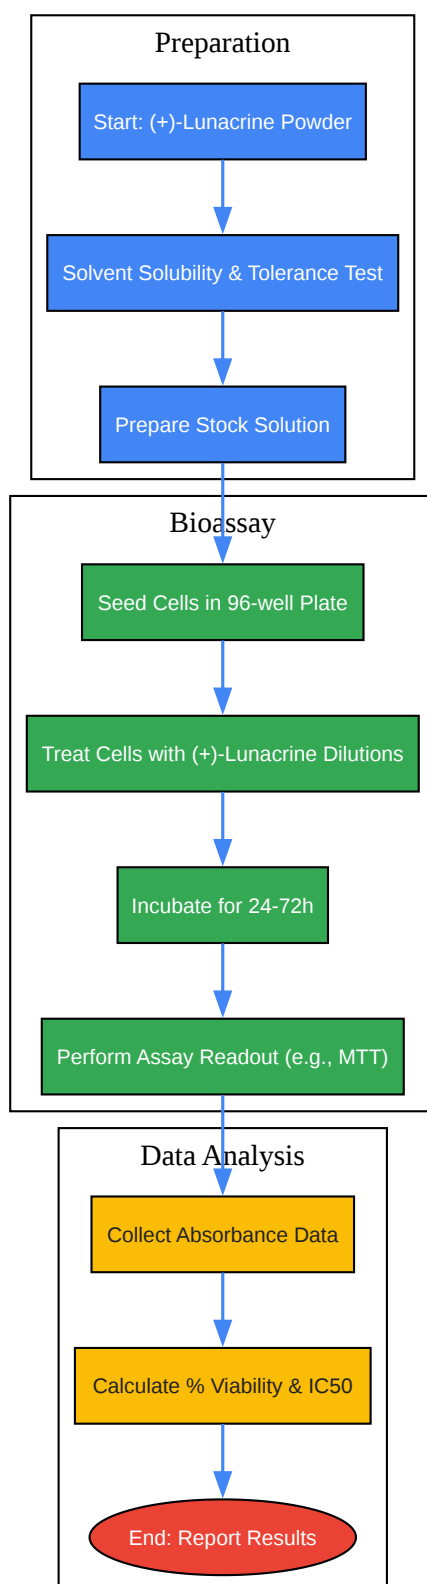 Preparation
Start: (+)-Lunacrine Powder
Solvent Solubility & Tolerance Test
Prepare Stock Solution
Bioassay
Seed Cells in 96-well Plate
Treat Cells with (+)-Lunacrine Dilutions
Incubate for 24-72h
Perform Assay Readout (e.g., MTT)
Data Analysis
Collect Absorbance Data
Calculate % Viability & IC50
End: Report Results